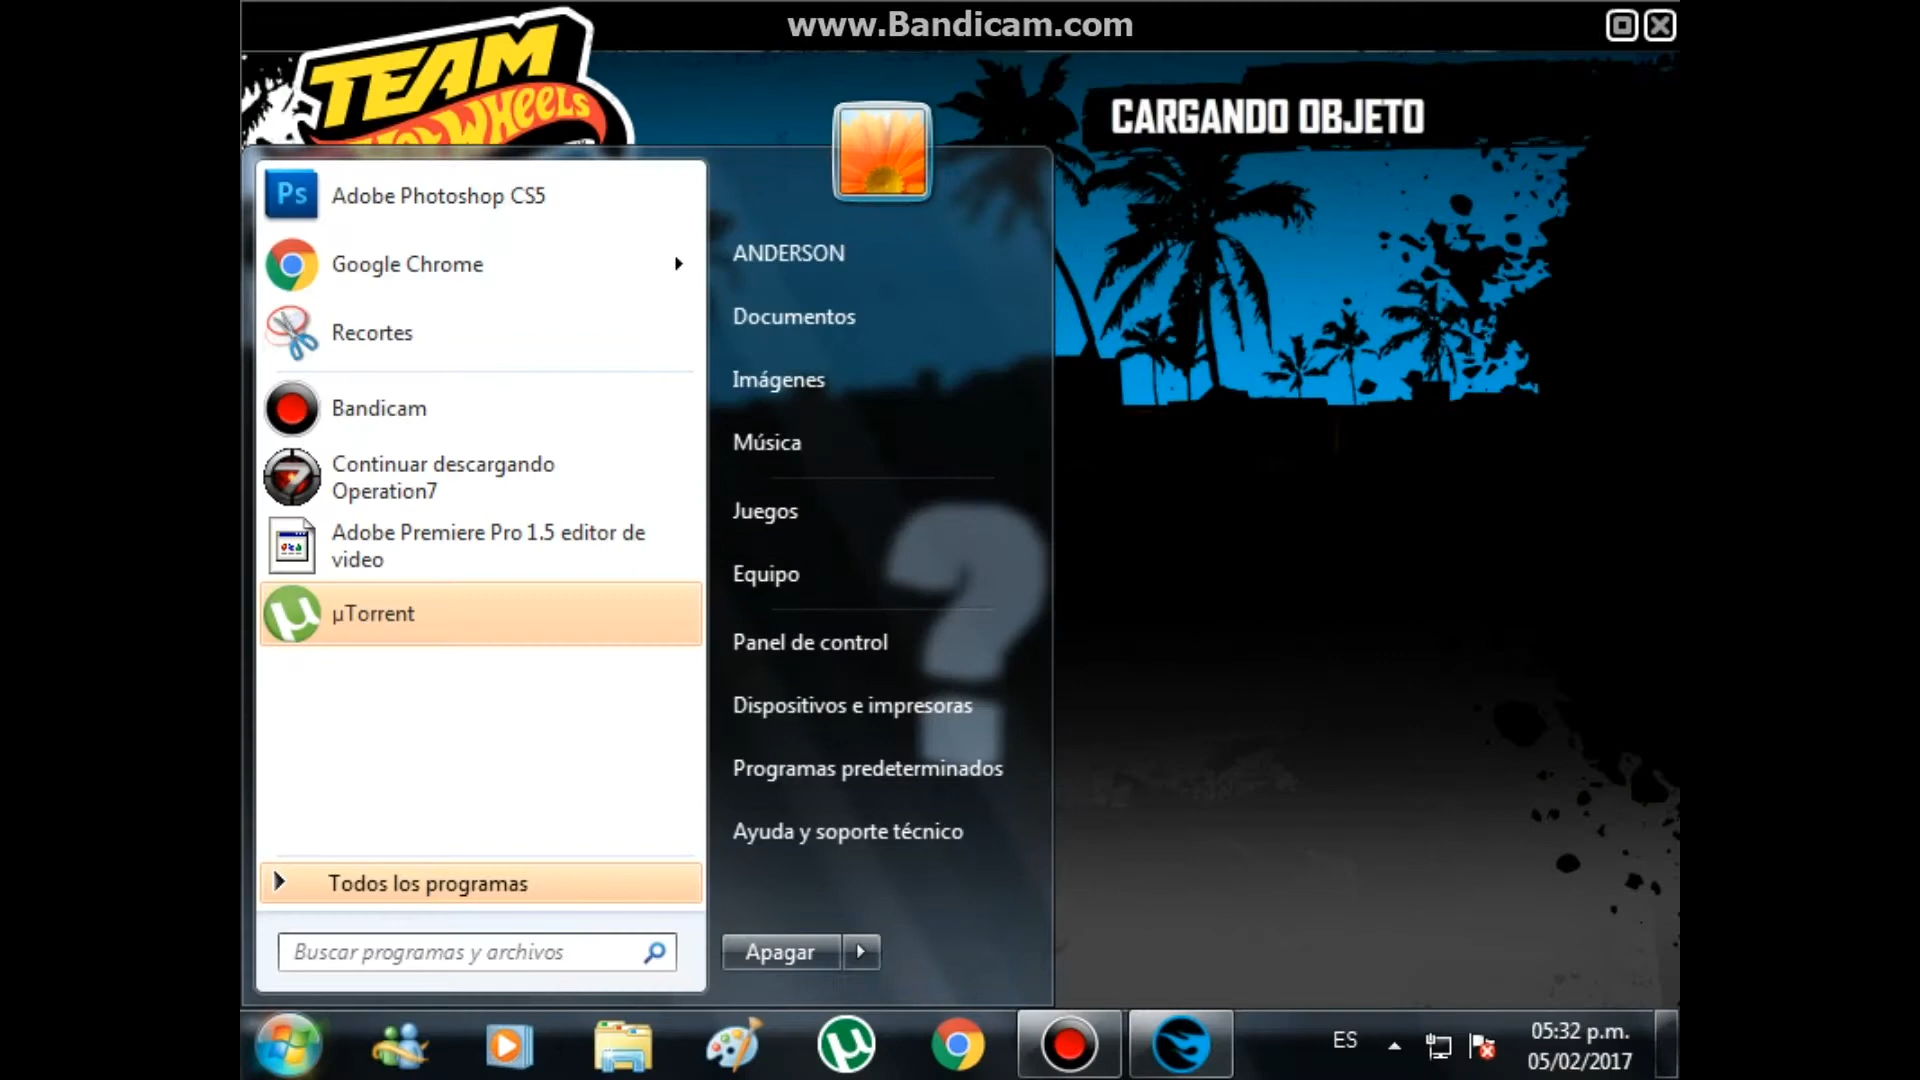 www.Bandicam.com
TEAM
HOT WHEELS
CARGANDO OBJETO
Ps
Adobe Photoshop CS5
Google Chrome
Recortes
Bandicam
Continuar descargando
Operation7
Adobe Premiere Pro 1.5 editor de
video
µTorrent
Todos los programas
Buscar programas y archivos
ANDERSON
Documentos
Imágenes
Música
Juegos
Equipo
Panel de control
Dispositivos e impresoras
Programas predeterminados
Ayuda y soporte técnico
Apagar
ES
05:32 p.m.
05/02/2017